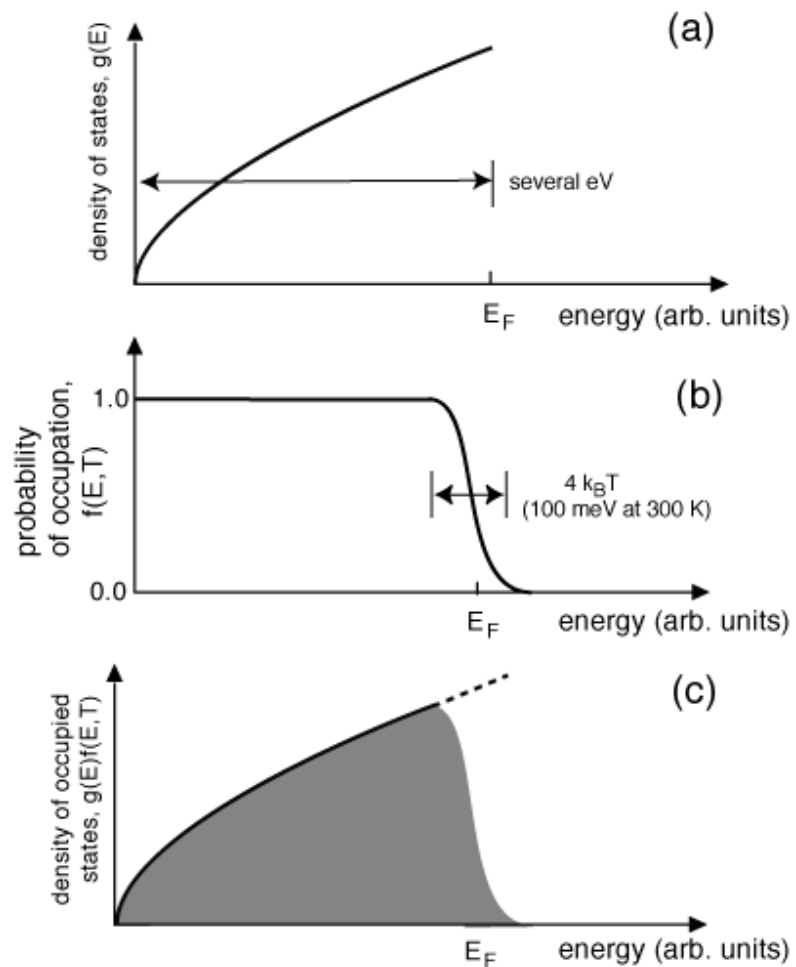 (a)
density of states, g(E)
several eV
E_F
energy (arb. units)
(b)
probability
of occupation,
f(E,T)
1.0
0.0
4 k_BT
(100 meV at 300 K)
E_F
energy (arb. units)
(c)
density of occupied
states, g(E)f(E,T)
E_F
energy (arb. units)